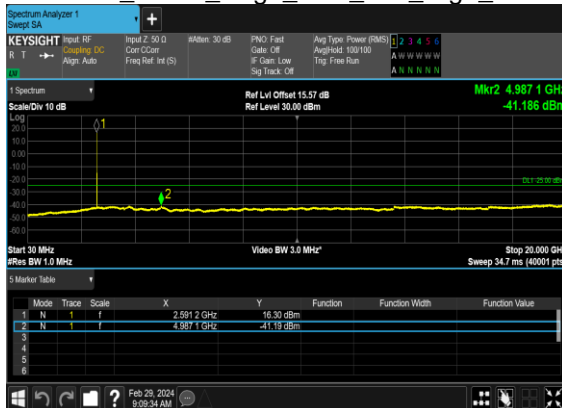 Spectrum Analyzer 1
Swept SA
+
KEYSIGHT Input: RF Input Z: 50 Ω #Atten: 30 dB PNO: Fast Avg Type: Power (RMS) 1 2 3 4 5 6
R T Coupling: DC Corr CCorr Gate: Off Avg|Hold: 100/100 A W W W W W
Align: Auto Freq Ref: Int (S) IF Gain: Low Trig: Free Run
Sig Track: Off A N N N N N
1 Spectrum Ref Lvl Offset 15.57 dB Mkr2 4.987 1 GHz
Scale/Div 10 dB Ref Level 30.00 dBm -41.186 dBm
Log
20.0
10.0
0.00
-10.0
-20.0
-30.0
-40.0
-50.0
-60.0
1
2
DL1 -25.00 dBm
Start 30 MHz Video BW 3.0 MHz* Stop 20.000 GHz
#Res BW 1.0 MHz Sweep 34.7 ms (40001 pts)
5 Marker Table
Mode Trace Scale X Y Function Function Width Function Value
1 N 1 f 2.591 2 GHz 16.30 dBm
2 N 1 f 4.987 1 GHz -41.19 dBm
3
4
5
6
? Feb 29, 2024
9:09:34 AM